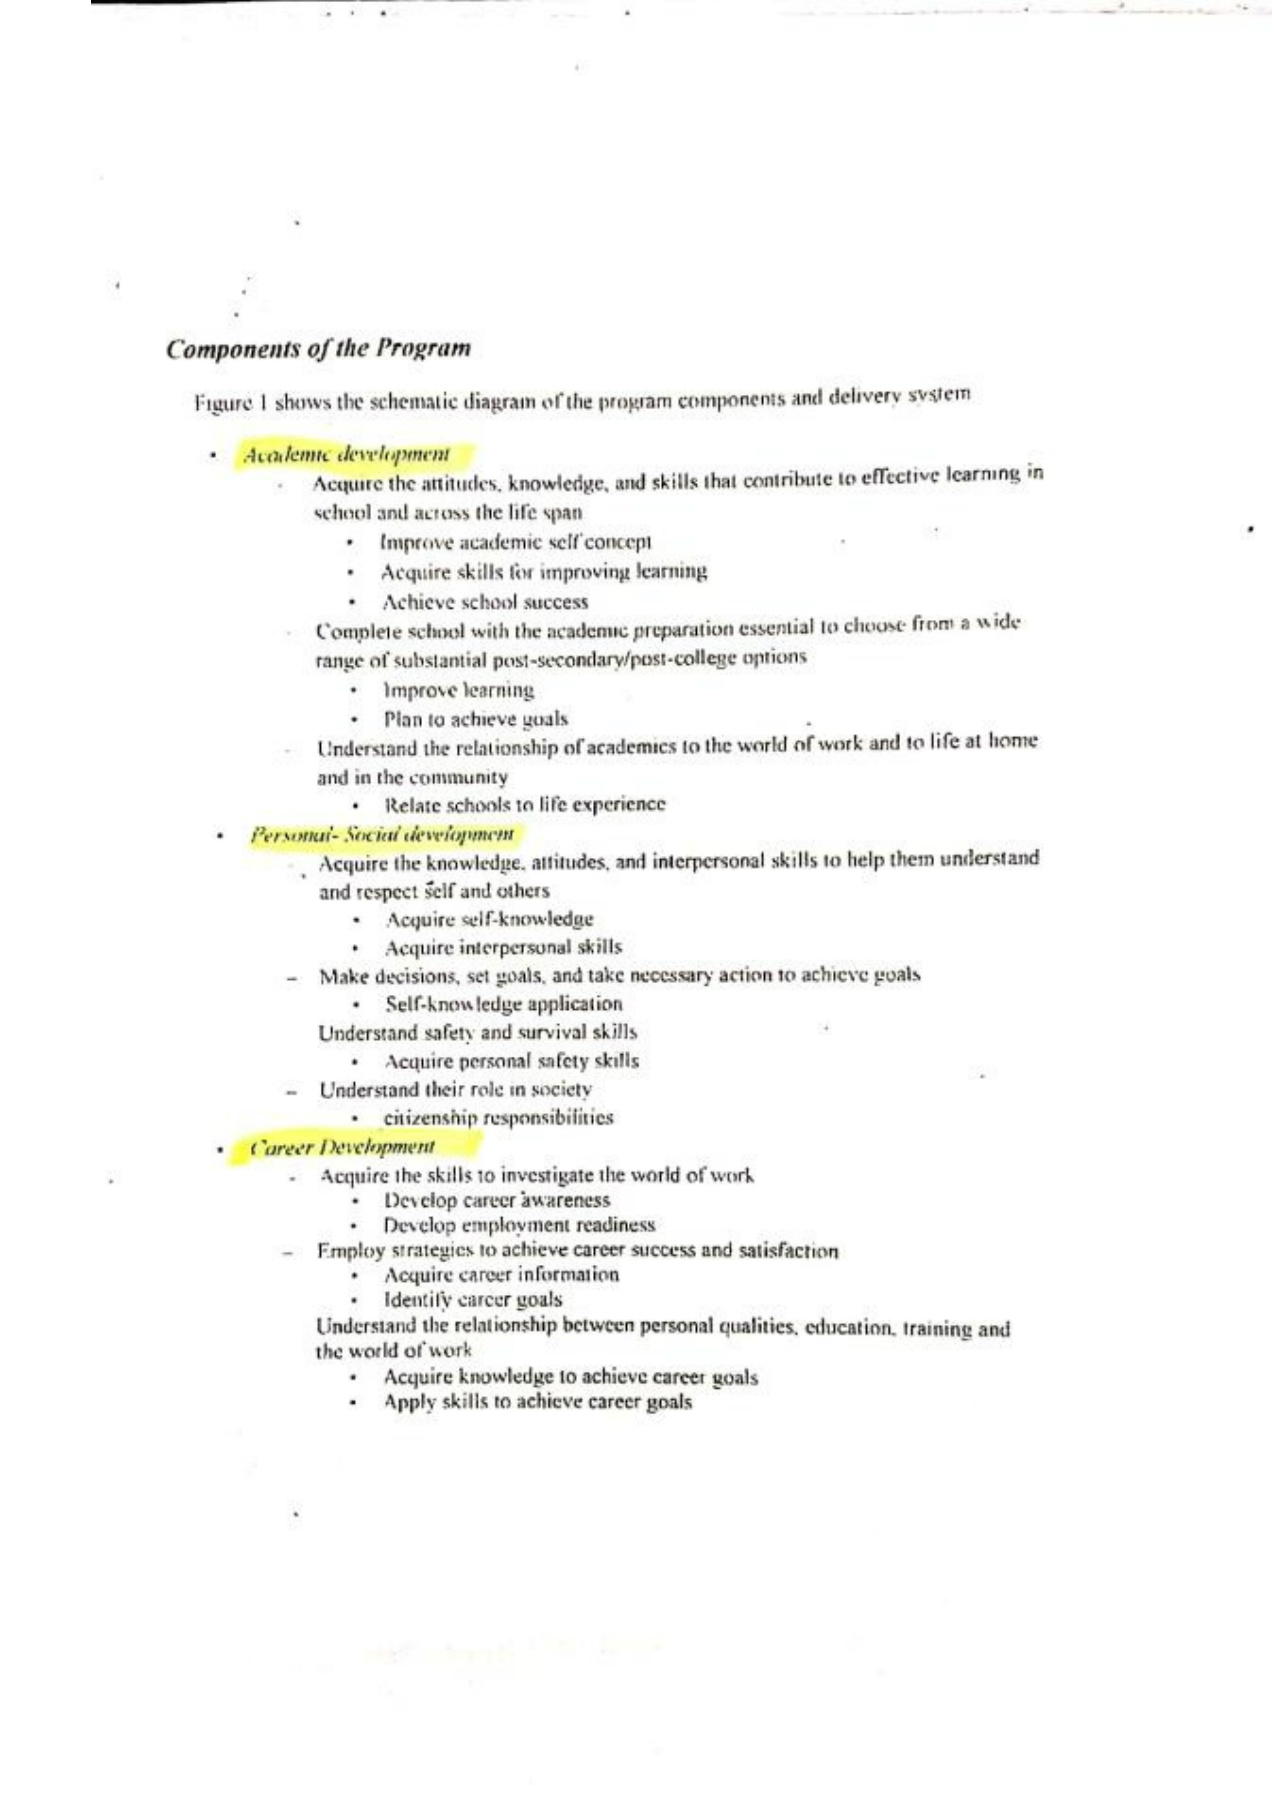 Components of the Program
Figure 1 shows the schematic diagram of the program components and delivery system
• Academic development
- Acquire the attitudes, knowledge, and skills that contribute to effective learning in
school and across the life span
• Improve academic self concept
• Acquire skills for improving learning
• Achieve school success
- Complete school with the academic preparation essential to choose from a wide
range of substantial post-secondary/post-college options
• Improve learning
• Plan to achieve goals
- Understand the relationship of academics to the world of work and to life at home
and in the community
• Relate schools to life experience
• Personal- Social development
- Acquire the knowledge, attitudes, and interpersonal skills to help them understand
and respect self and others
• Acquire self-knowledge
• Acquire interpersonal skills
– Make decisions, set goals, and take necessary action to achieve goals
• Self-knowledge application
Understand safety and survival skills
• Acquire personal safety skills
– Understand their role in society
• citizenship responsibilities
• Career Development
- Acquire the skills to investigate the world of work
• Develop career awareness
• Develop employment readiness
– Employ strategies to achieve career success and satisfaction
• Acquire career information
• Identify career goals
Understand the relationship between personal qualities, education, training and
the world of work
• Acquire knowledge to achieve career goals
• Apply skills to achieve career goals